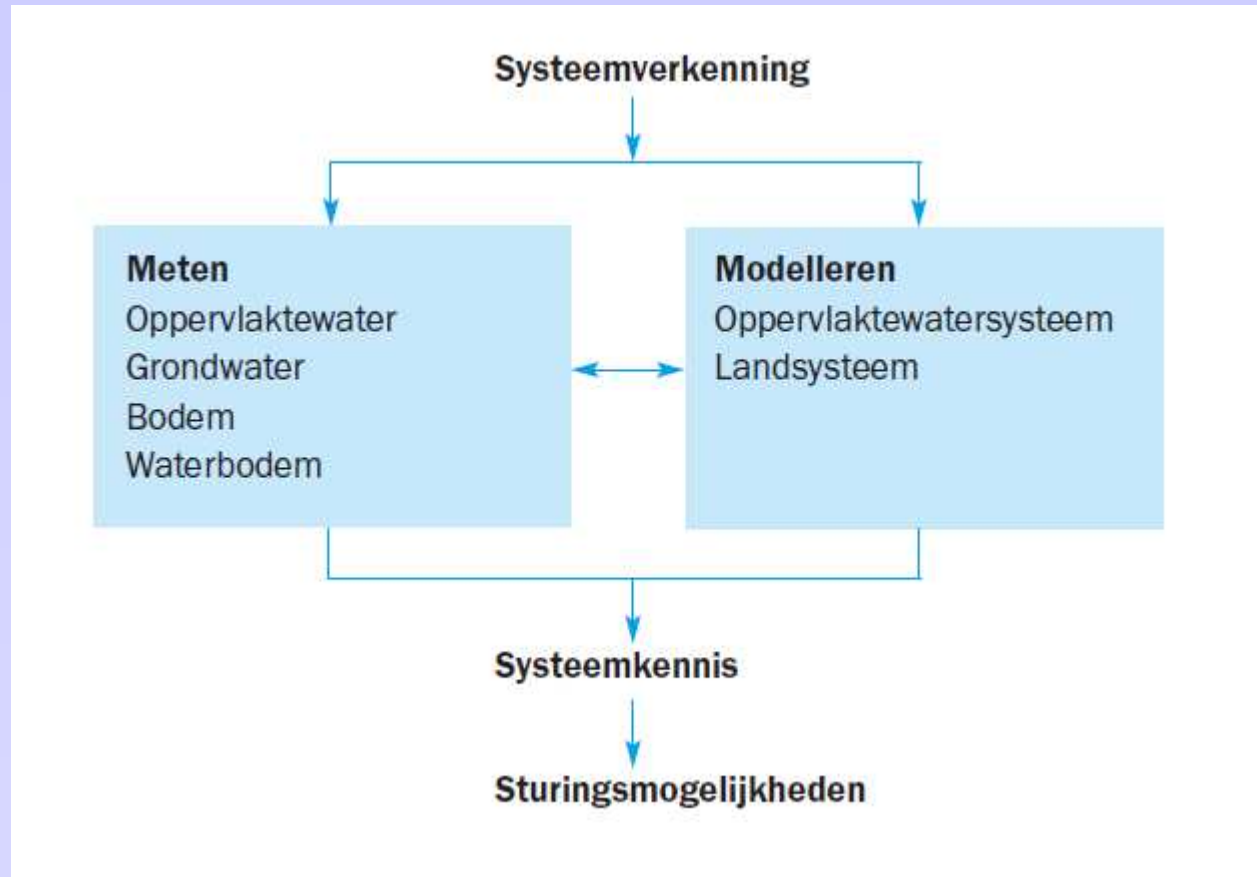 Systeemverkenning
Meten
Oppervlaktewater
Grondwater
Bodem
Waterbodem
Modelleren
Oppervlaktewatersysteem
Landsysteem
Systeemkennis
Sturingsmogelijkheden